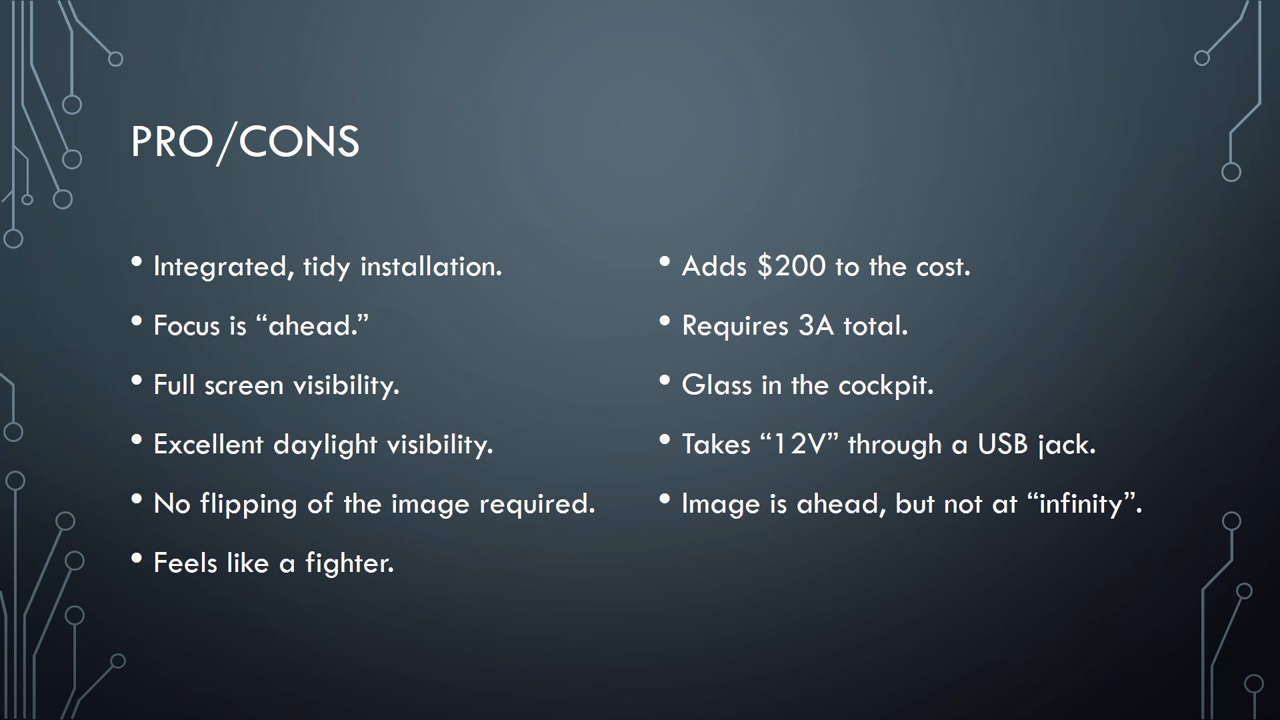 PRO/CONS
• Integrated, tidy installation.
• Focus is “ahead.”
• Full screen visibility.
• Excellent daylight visibility.
• No flipping of the image required.
• Feels like a fighter.
• Adds $200 to the cost.
• Requires 3A total.
• Glass in the cockpit.
• Takes “12V” through a USB jack.
• Image is ahead, but not at “infinity”.